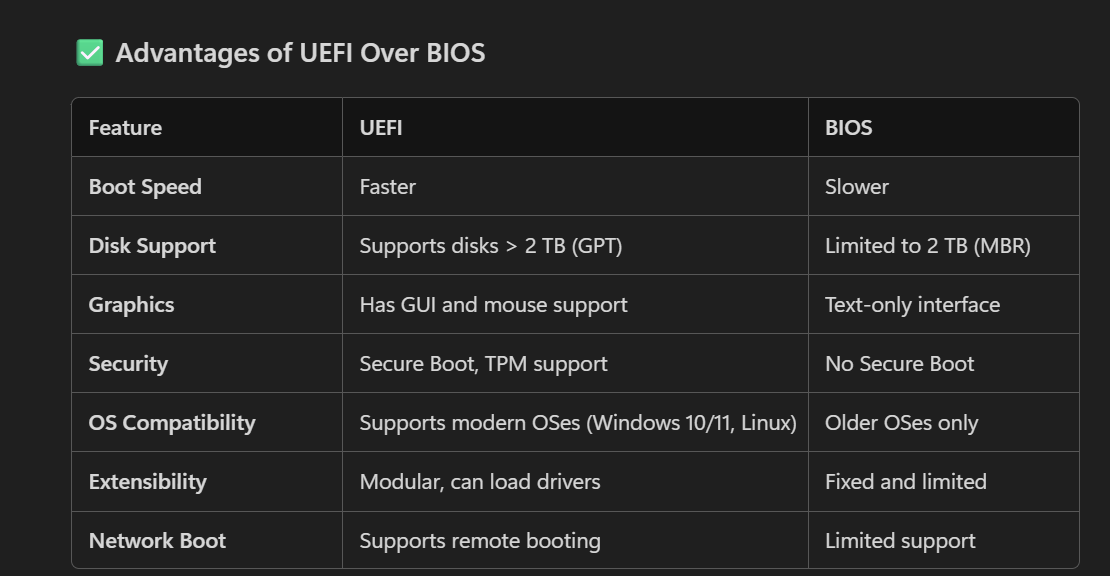 ✅ Advantages of UEFI Over BIOS
Feature UEFI BIOS
Boot Speed Faster Slower
Disk Support Supports disks > 2 TB (GPT) Limited to 2 TB (MBR)
Graphics Has GUI and mouse support Text-only interface
Security Secure Boot, TPM support No Secure Boot
OS Compatibility Supports modern OSes (Windows 10/11, Linux) Older OSes only
Extensibility Modular, can load drivers Fixed and limited
Network Boot Supports remote booting Limited support